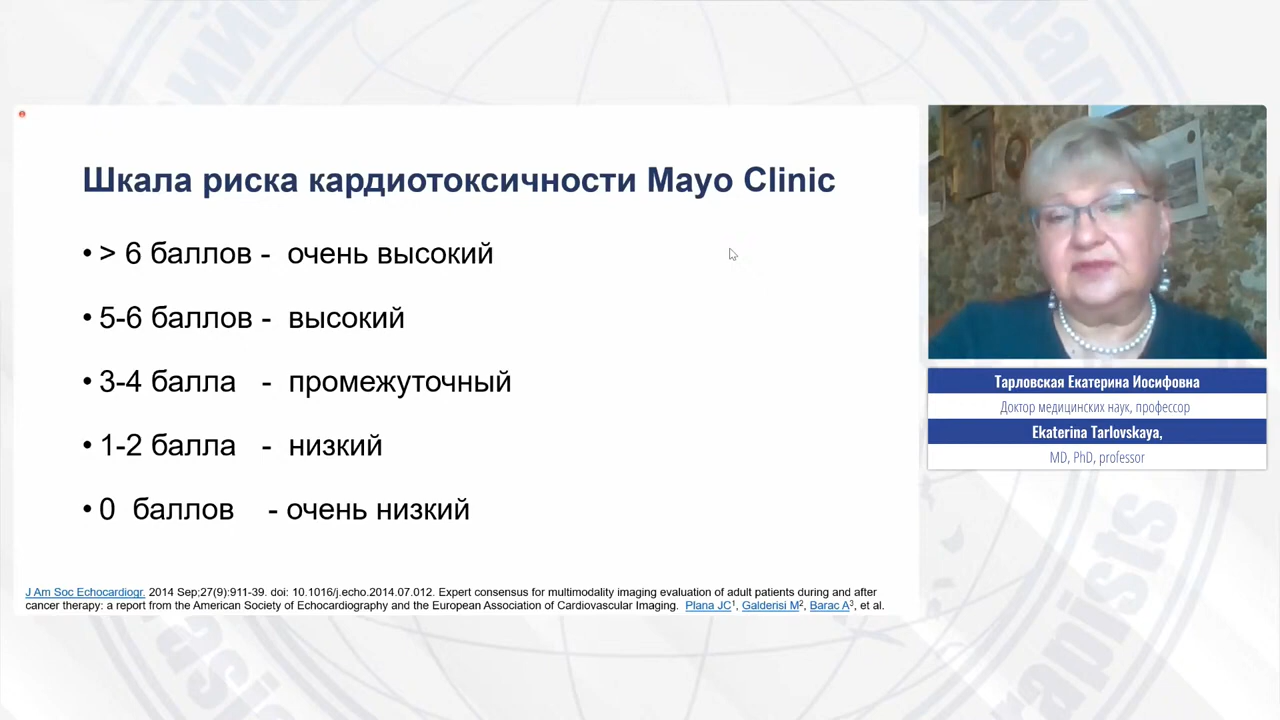 Шкала риска кардиотоксичности Mayo Clinic
• > 6 баллов - очень высокий
• 5-6 баллов - высокий
• 3-4 балла - промежуточный
• 1-2 балла - низкий
• 0 баллов - очень низкий
J Am Soc Echocardiogr. 2014 Sep;27(9):911-39. doi: 10.1016/j.echo.2014.07.012. Expert consensus for multimodality imaging evaluation of adult patients during and after
cancer therapy: a report from the American Society of Echocardiography and the European Association of Cardiovascular Imaging. Plana JC1, Galderisi M2, Barac A3, et al.
Тарловская Екатерина Иосифовна
Доктор медицинских наук, профессор
Ekaterina Tarlovskaya,
MD, PhD, professor